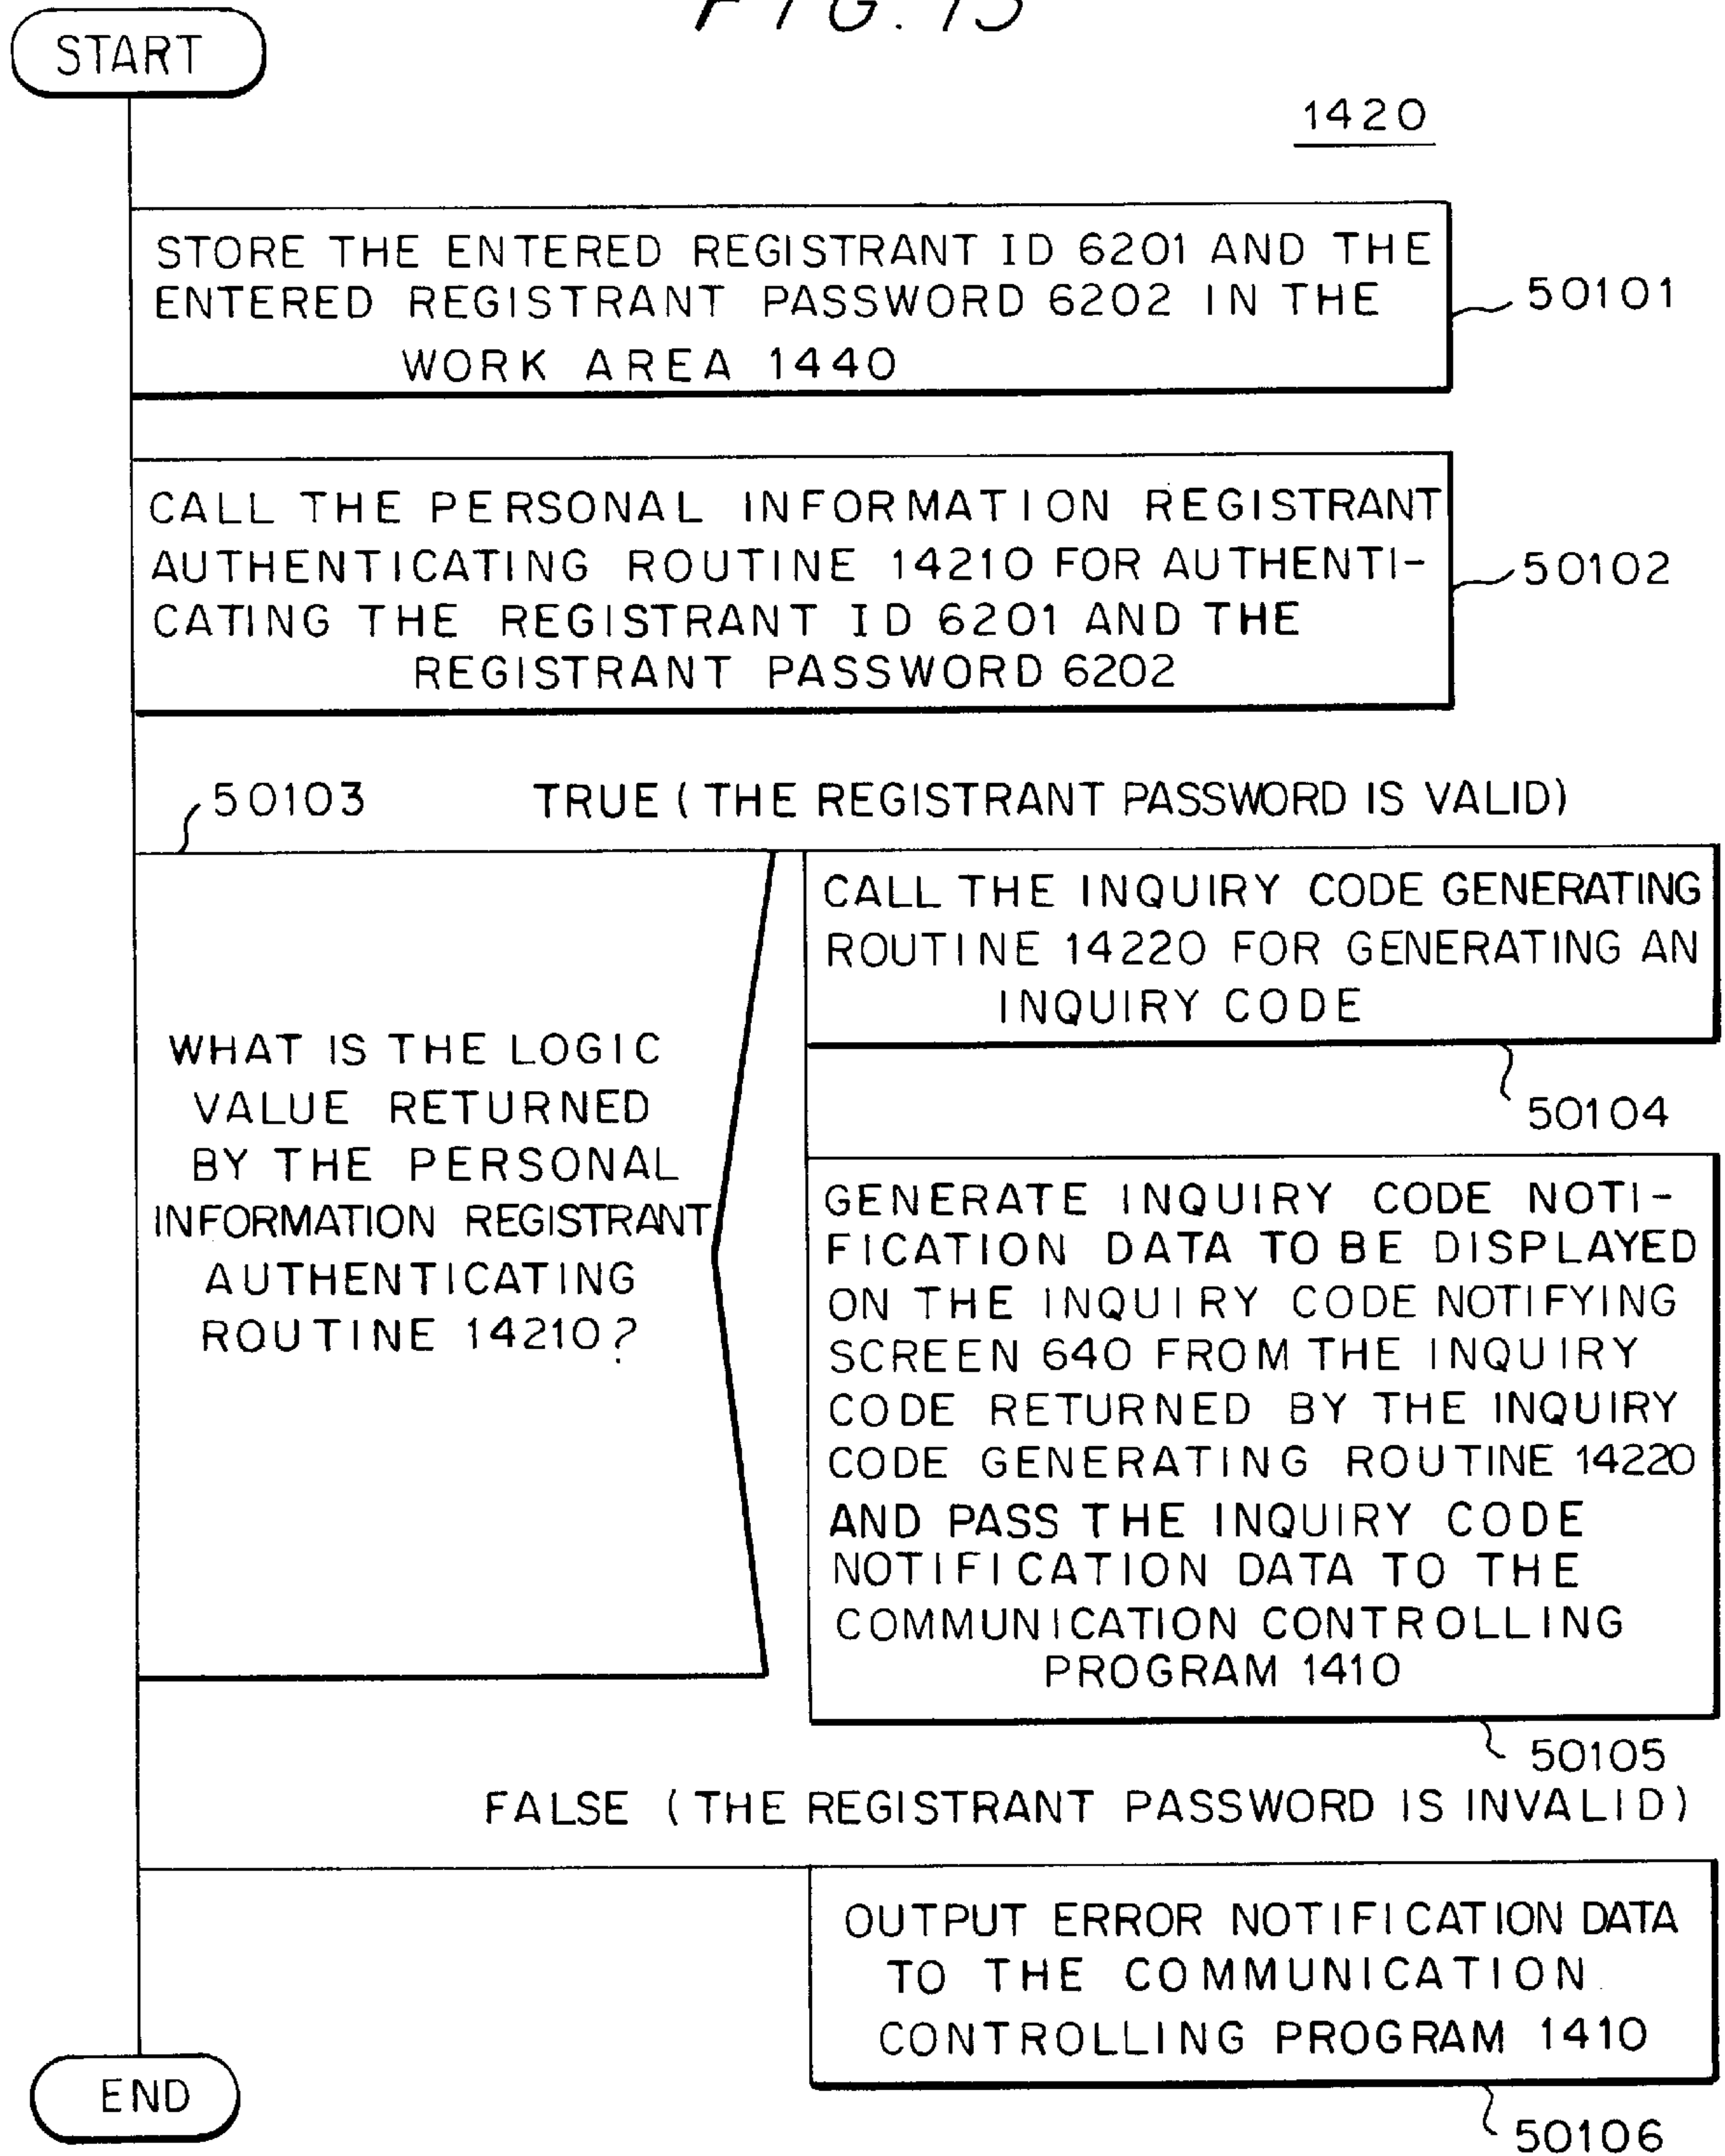 FIG. 15
START
1420
STORE THE ENTERED REGISTRANT ID 6201 AND THE
ENTERED REGISTRANT PASSWORD 6202 IN THE
WORK AREA 1440
50101
CALL THE PERSONAL INFORMATION REGISTRANT
AUTHENTICATING ROUTINE 14210 FOR AUTHENTI-
CATING THE REGISTRANT ID 6201 AND THE
REGISTRANT PASSWORD 6202
50102
50103
TRUE (THE REGISTRANT PASSWORD IS VALID)
WHAT IS THE LOGIC
VALUE RETURNED
BY THE PERSONAL
INFORMATION REGISTRANT
AUTHENTICATING
ROUTINE 14210?
CALL THE INQUIRY CODE GENERATING
ROUTINE 14220 FOR GENERATING AN
INQUIRY CODE
50104
GENERATE INQUIRY CODE NOTI-
FICATION DATA TO BE DISPLAYED
ON THE INQUIRY CODE NOTIFYING
SCREEN 640 FROM THE INQUIRY
CODE RETURNED BY THE INQUIRY
CODE GENERATING ROUTINE 14220
AND PASS THE INQUIRY CODE
NOTIFICATION DATA TO THE
COMMUNICATION CONTROLLING
PROGRAM 1410
50105
FALSE (THE REGISTRANT PASSWORD IS INVALID)
OUTPUT ERROR NOTIFICATION DATA
TO THE COMMUNICATION
CONTROLLING PROGRAM 1410
50106
END